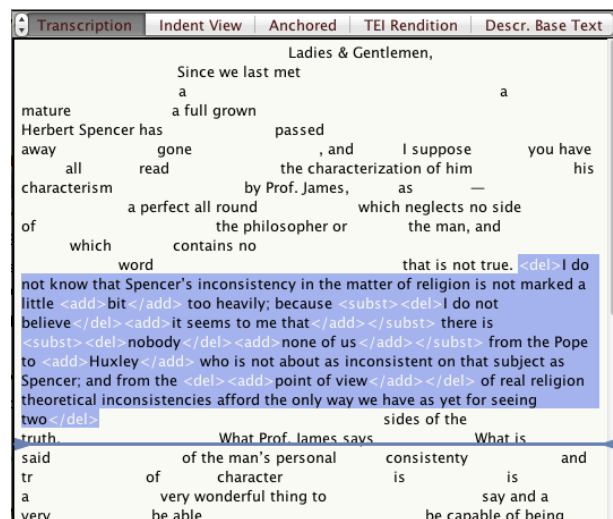 Transcription Indent View Anchored TEI Rendition Descr. Base Text
Ladies & Gentlemen,
Since we last met
a a
mature a full grown
Herbert Spencer has passed
away gone , and I suppose you have
all read the characterization of him his
characterism by Prof. James, as —
a perfect all round which neglects no side
of the philosopher or the man, and
which contains no
word that is not true. <del>I do
not know that Spencer's inconsistency in the matter of religion is not marked a
little <add>bit</add> too heavily; because <subst><del>I do not
believe</del><add>it seems to me that</add></subst> there is
<subst><del>nobody</del><add>none of us</add></subst> from the Pope
to <add>Huxley</add> who is not about as inconsistent on that subject as
Spencer; and from the <del><add>point of view</add></del> of real religion
theoretical inconsistencies afford the only way we have as yet for seeing
two</del> sides of the
truth. What Prof. James says What is
said of the man's personal consistenty and
tr of character is is
a very wonderful thing to say and a
very be able be capable of being